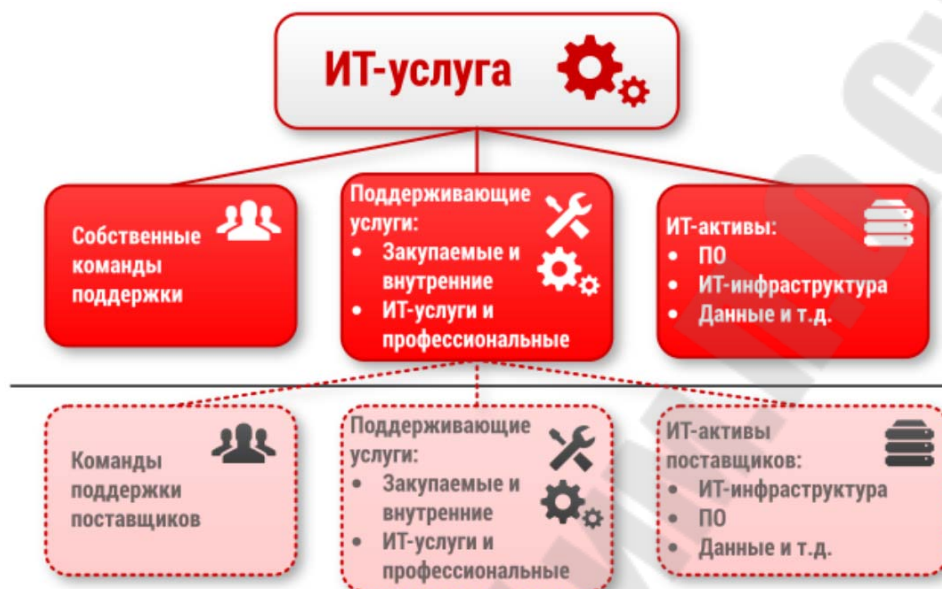 ИТ-услуга
Собственные
команды
поддержки
Поддерживающие
услуги:
• Закупаемые и
внутренние
• ИТ-услуги и
профессиональные
ИТ-активы:
• ПО
• ИТ-инфраструктура
• Данные и т.д.
Команды
поддержки
поставщиков
Поддерживающие
услуги:
• Закупаемые и
внутренние
• ИТ-услуги и
профессиональные
ИТ-активы
поставщиков:
• ИТ-инфраструктура
• ПО
• Данные и т.д.